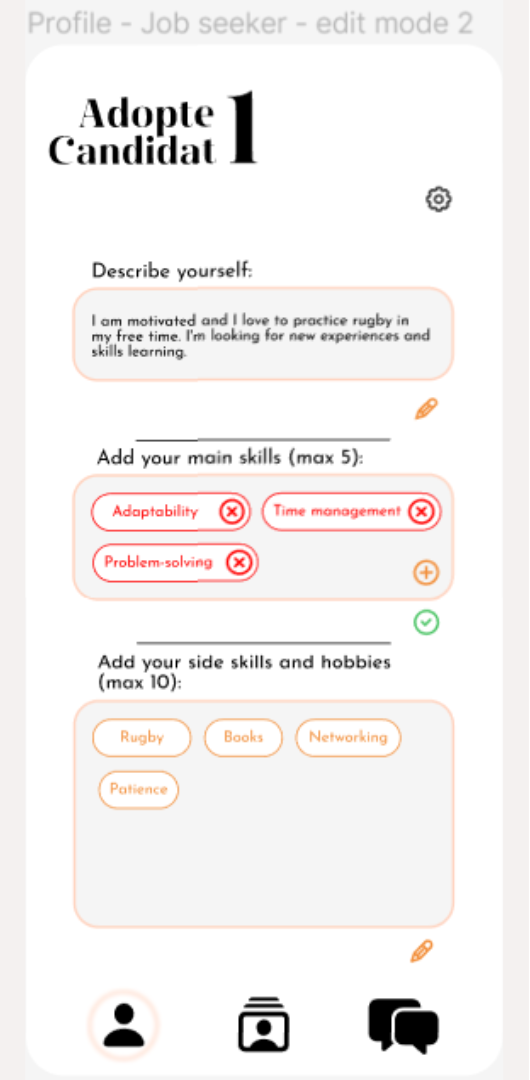 Profile - Job seeker - edit mode 2
Adopte 1
Candidat
Describe yourself:
I am motivated and I love to practice rugby in
my free time. I'm looking for new experiences and
skills learning.
Add your main skills (max 5):
Adaptability
Time management
Problem-solving
Add your side skills and hobbies
(max 10):
Rugby
Books
Networking
Patience